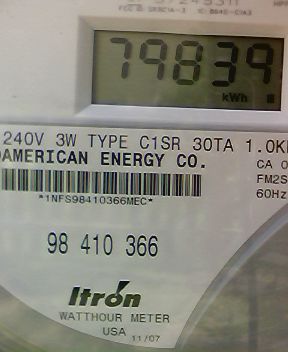 79839
kWh
240V 3W TYPE C1SR 30TA 1.0K
AMERICAN ENERGY CO.
CA 0
FM2S
60Hz
*1NFS98410366MEC*
98 410 366
Itron
WATTHOUR METER
USA 11/07